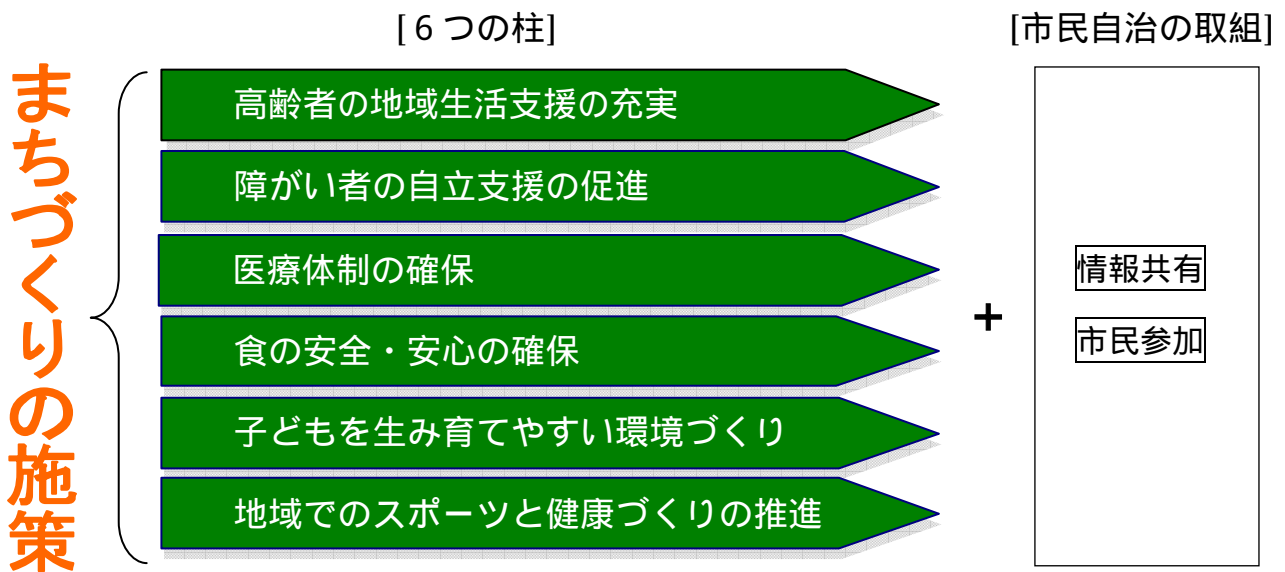 [６つの柱]
[市民自治の取組]
まちづくりの施策
高齢者の地域生活支援の充実
障がい者の自立支援の促進
医療体制の確保
食の安全・安心の確保
子どもを生み育てやすい環境づくり
地域でのスポーツと健康づくりの推進
+
情報共有
市民参加